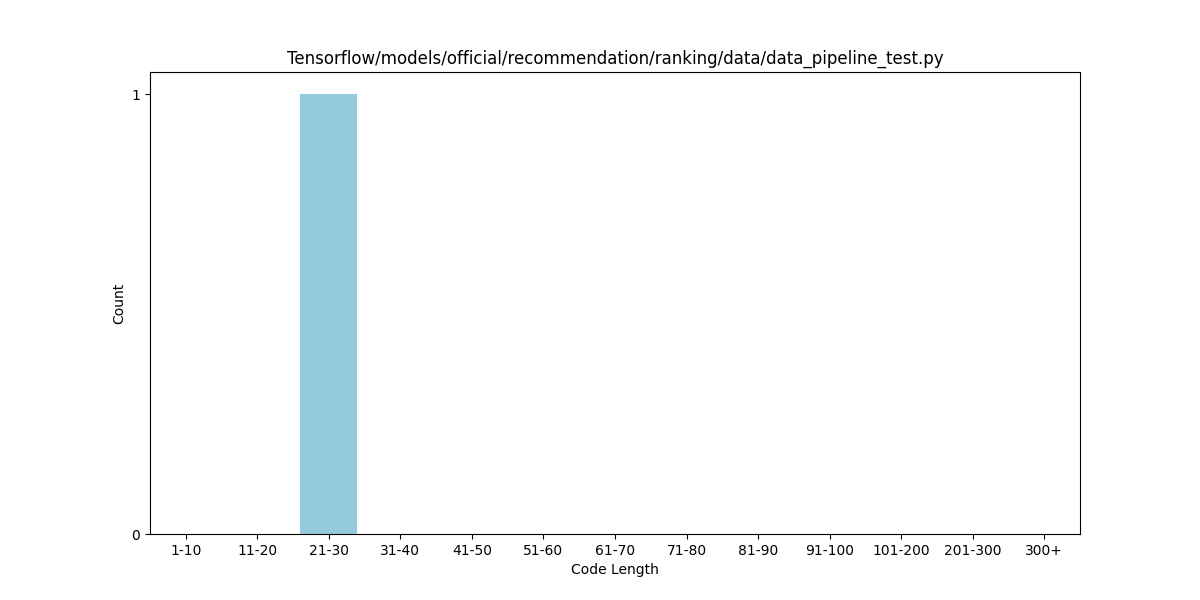 Tensorflow/models/official/recommendation/ranking/data/data_pipeline_test.py
1
0
Count
1-10 11-20 21-30 31-40 41-50 51-60 61-70 71-80 81-90 91-100 101-200 201-300 300+
Code Length